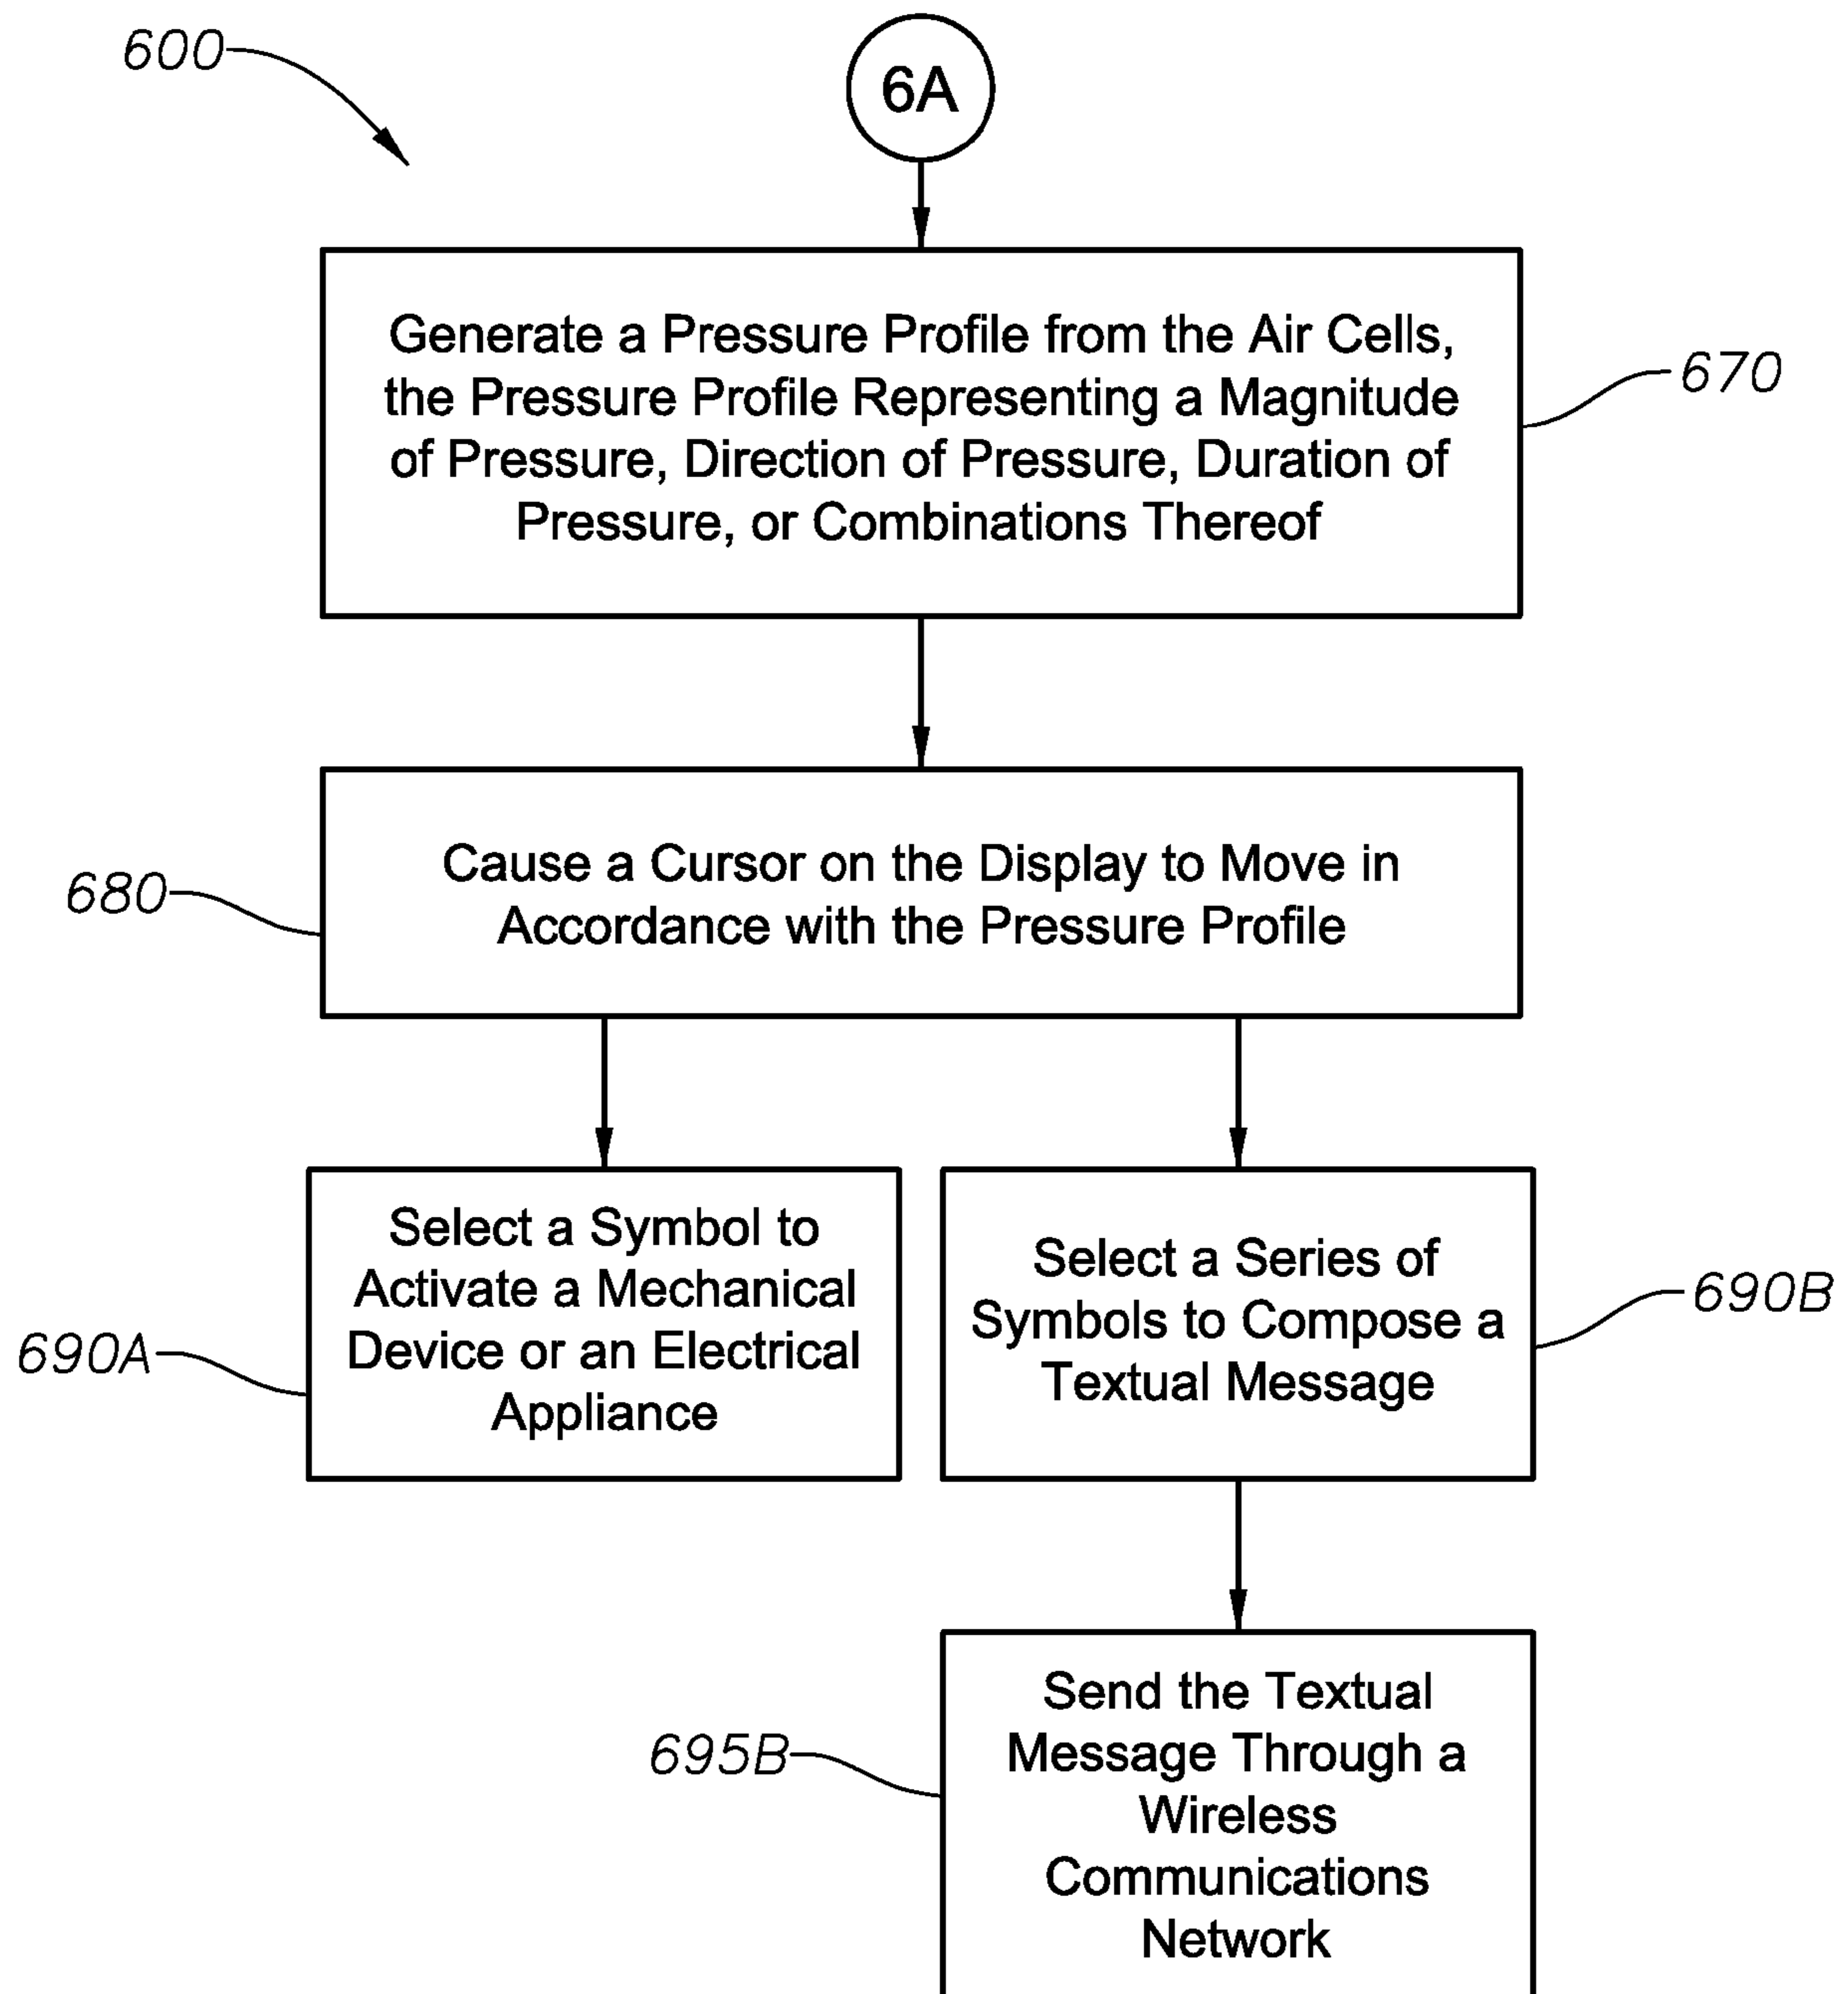 600
6A
Generate a Pressure Profile from the Air Cells,
the Pressure Profile Representing a Magnitude
of Pressure, Direction of Pressure, Duration of
Pressure, or Combinations Thereof
670
680
Cause a Cursor on the Display to Move in
Accordance with the Pressure Profile
690A
Select a Symbol to
Activate a Mechanical
Device or an Electrical
Appliance
Select a Series of
Symbols to Compose a
Textual Message
690B
695B
Send the Textual
Message Through a
Wireless
Communications
Network